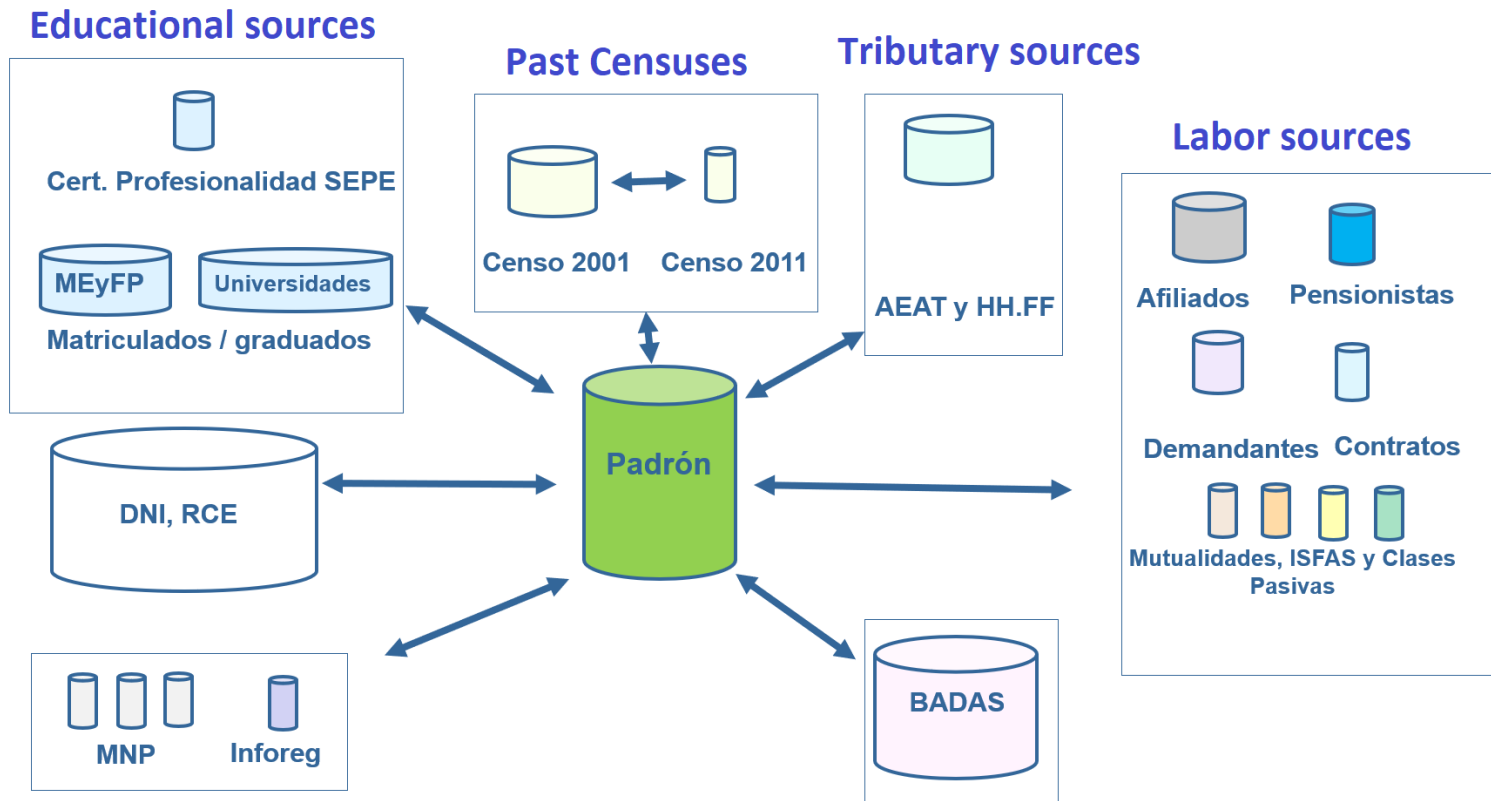 Educational sources
Cert. Profesionalidad SEPE
MEyFP
Universidades
Matriculados / graduados
Past Censuses
Censo 2001
Censo 2011
Tributary sources
AEAT y HH.FF
Labor sources
Afiliados
Pensionistas
Demandantes
Contratos
Mutualidades, ISFAS y Clases
Pasivas
DNI, RCE
Padrón
MNP
Inforeg
BADAS